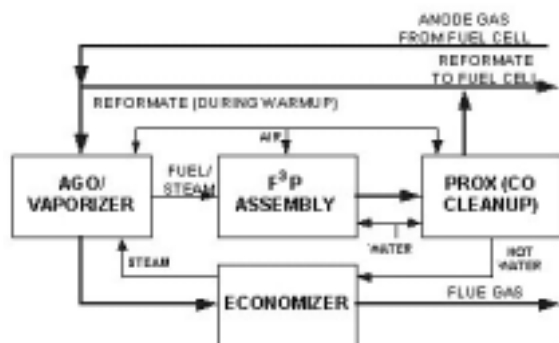 ANODE GAS
FROM FUEL CELL
REFORMATE
TO FUEL CELL
REFORMATE (DURING WARMUP)
AIR
AGO/
VAPORIZER
FUEL/
STEAM
F³P
ASSEMBLY
PROX (CO
CLEANUP)
WATER
STEAM
HOT
WATER
ECONOMIZER
FLUE GAS